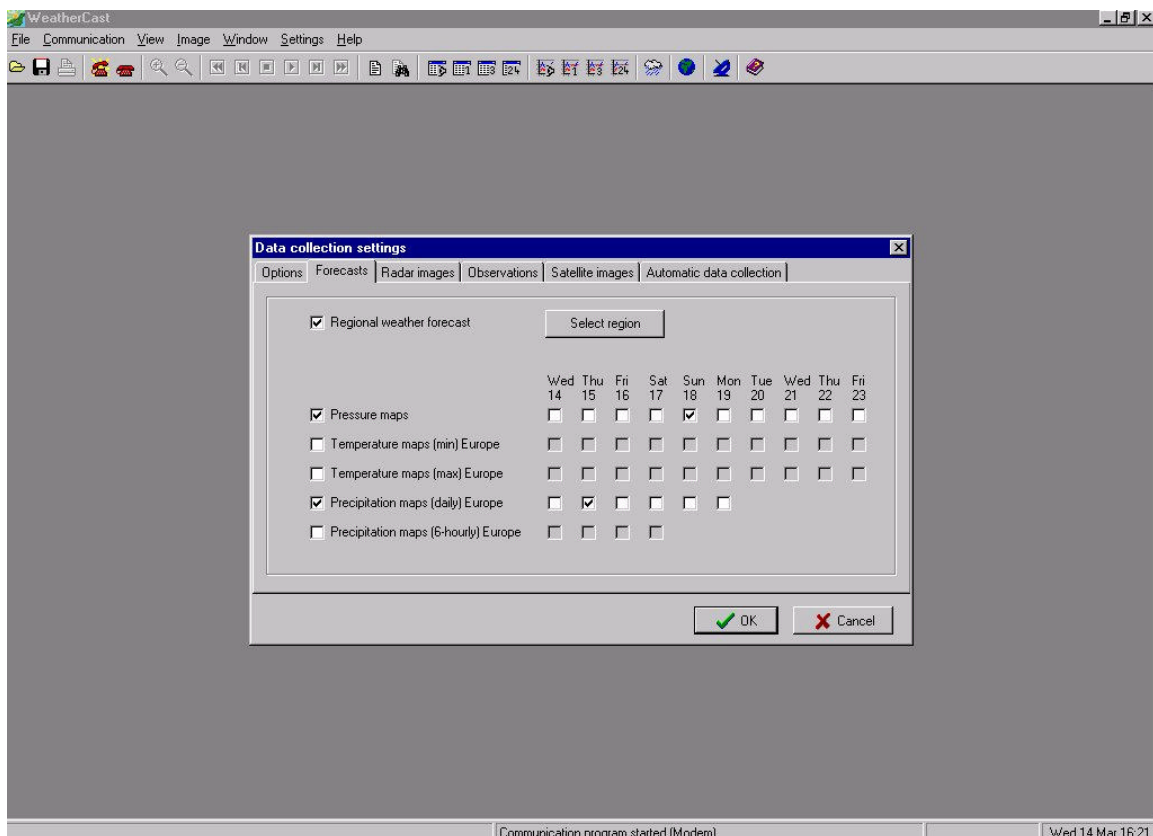 WeatherCast
File Communication View Image Window Settings Help
Data collection settings
Options Forecasts Radar images Observations Satellite images Automatic data collection
Regional weather forecast Select region
Wed Thu Fri Sat Sun Mon Tue Wed Thu Fri
14 15 16 17 18 19 20 21 22 23
Pressure maps
Temperature maps (min) Europe
Temperature maps (max) Europe
Precipitation maps (daily) Europe
Precipitation maps (6-hourly) Europe
OK Cancel
Communication program started (Modem) Wed 14 Mar 16:21